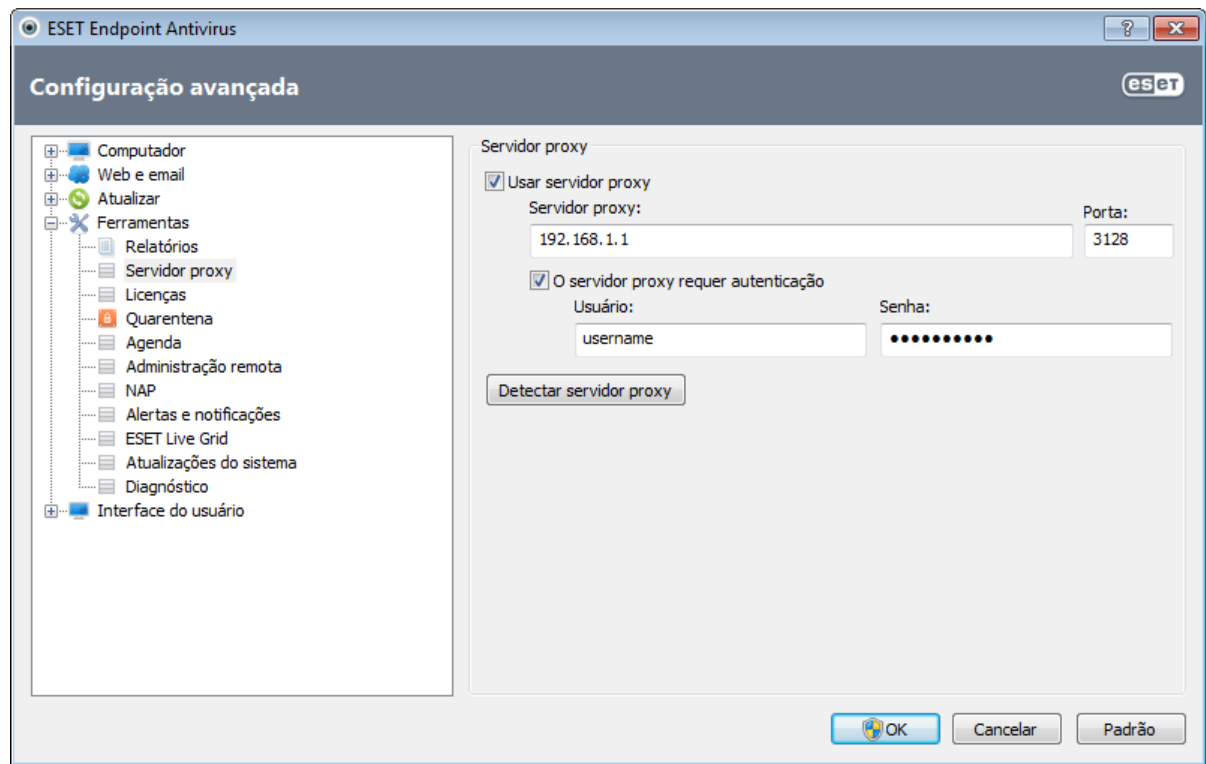 ESET Endpoint Antivirus
?
Configuração avançada
eset
Computador
Web e email
Atualizar
Ferramentas
Relatórios
Servidor proxy
Licenças
Quarentena
Agenda
Administração remota
NAP
Alertas e notificações
ESET Live Grid
Atualizações do sistema
Diagnóstico
Interface do usuário
Servidor proxy
Usar servidor proxy
Servidor proxy: Porta:
192.168.1.1 3128
O servidor proxy requer autenticação
Usuário: Senha:
username ••••••••••
Detectar servidor proxy
OK Cancelar Padrão